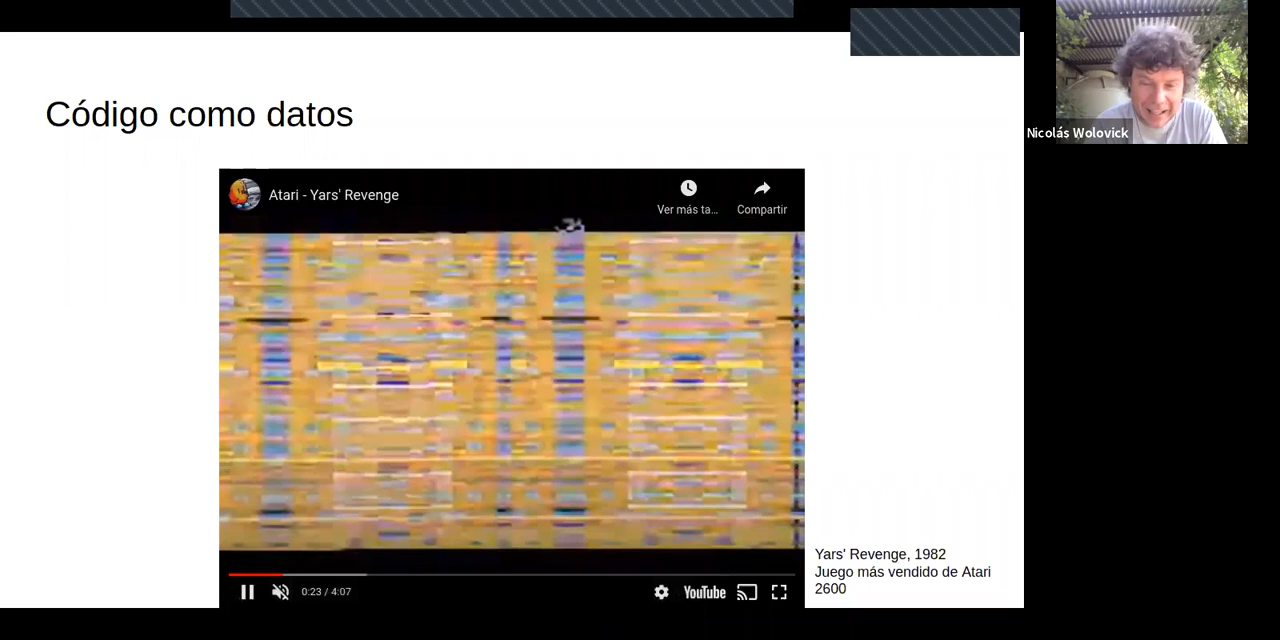 Nicolás Wolovick
Código como datos
Atari - Yars' Revenge
Ver más ta...
Compartir
0:23 / 4:07
YouTube
Yars' Revenge, 1982
Juego más vendido de Atari
2600